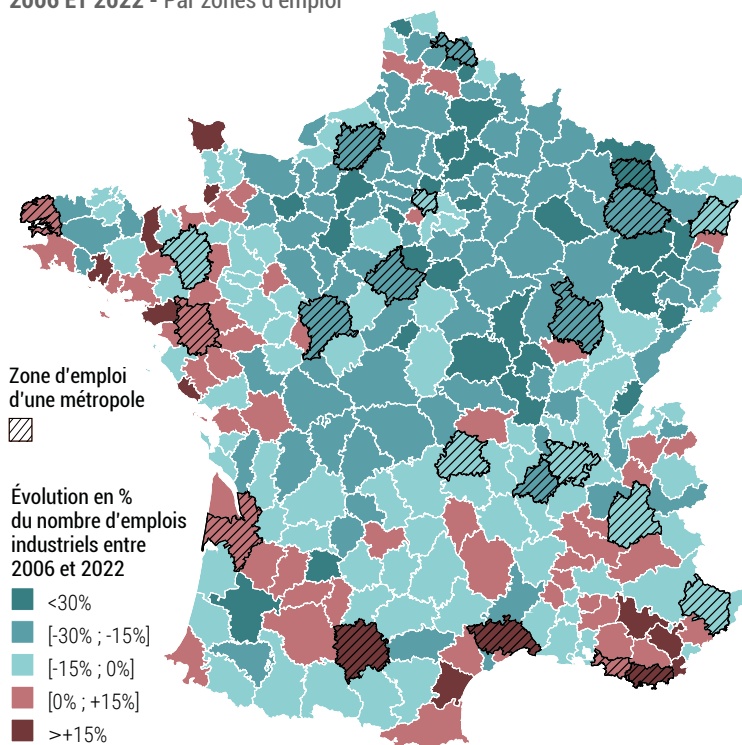 2006 ET 2022 - Par zones d'emploi
Zone d'emploi
d'une métropole
Évolution en %
du nombre d'emplois
industriels entre
2006 et 2022
<30%
[-30% ; -15%]
[-15% ; 0%]
[0% ; +15%]
>+15%